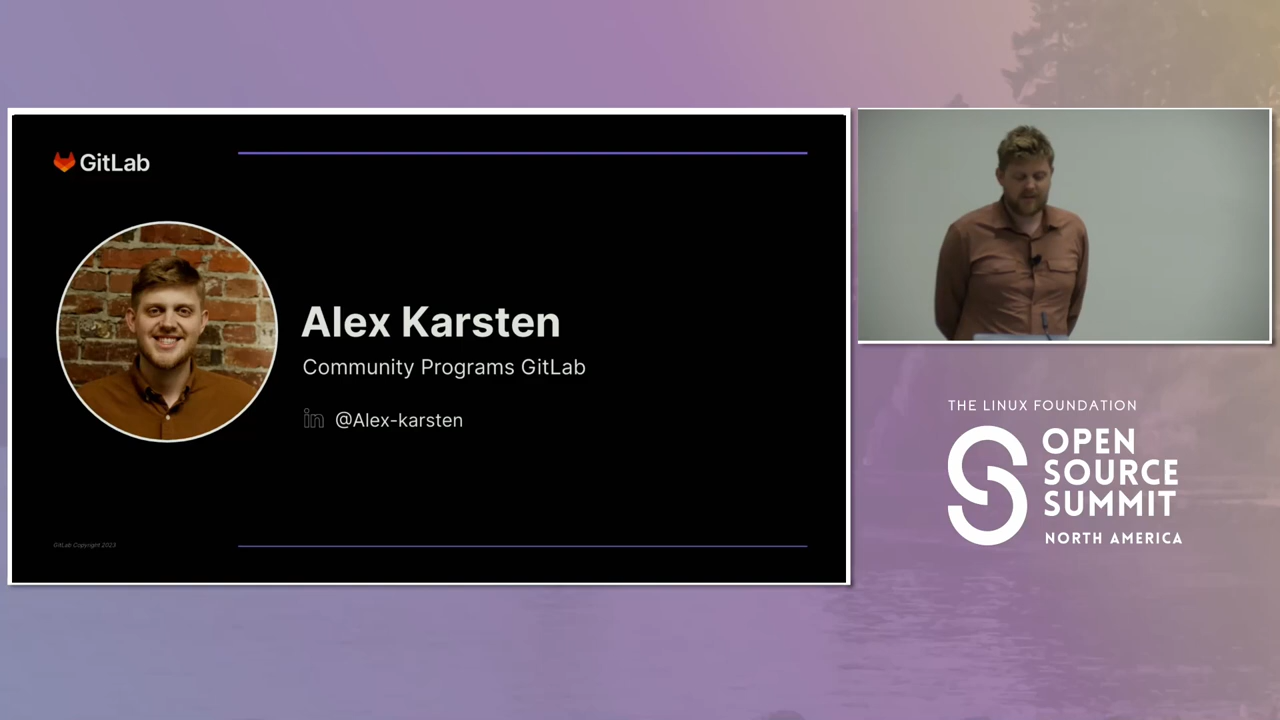 GitLab
Alex Karsten
Community Programs GitLab
in @Alex-karsten
GitLab Copyright 2023
THE LINUX FOUNDATION
OPEN
SOURCE
SUMMIT
NORTH AMERICA